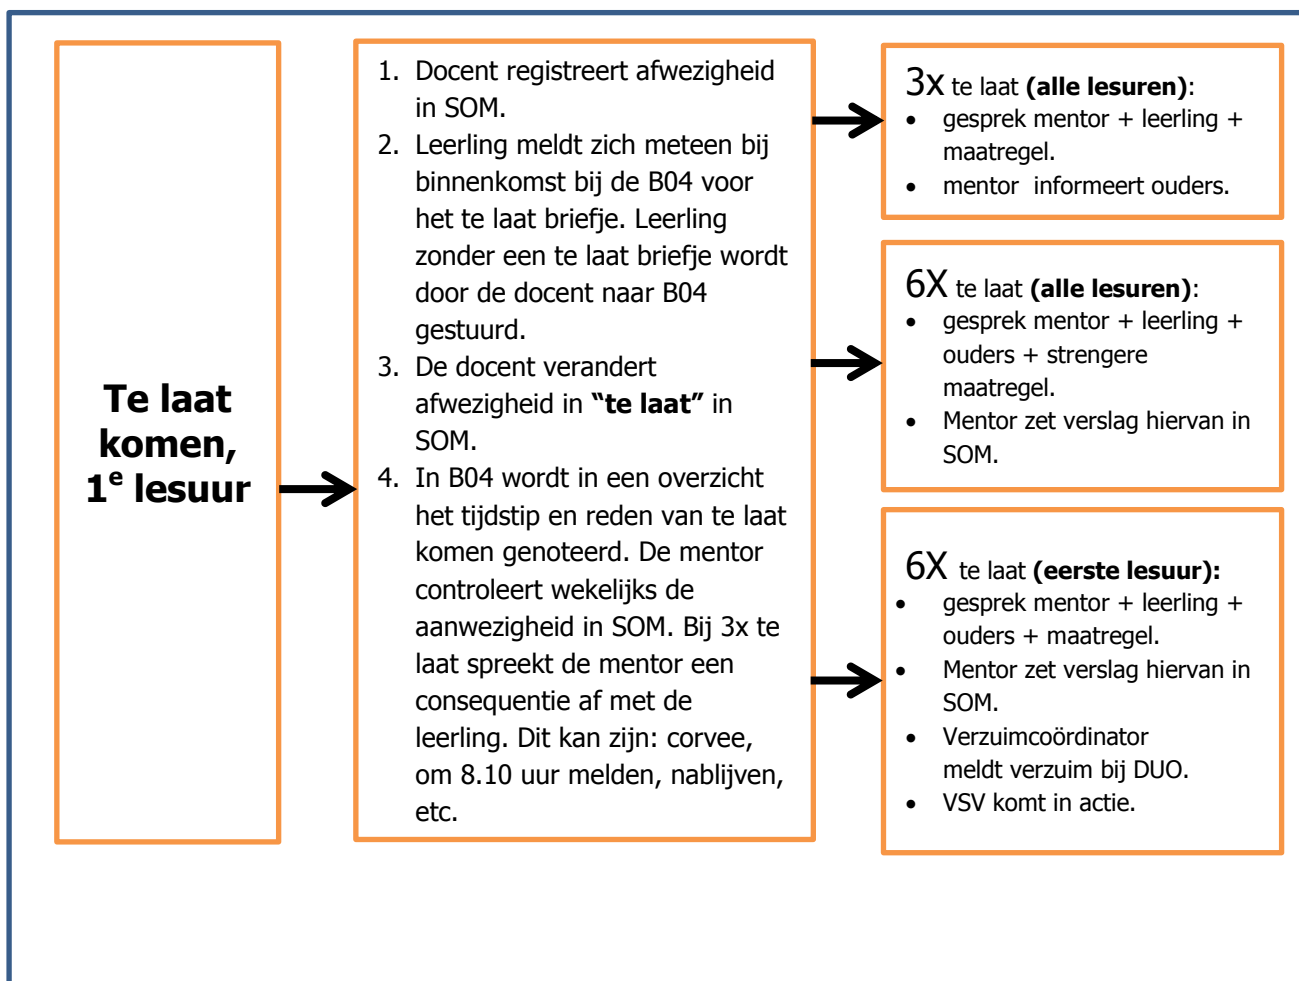 Te laat
komen,
1e lesuur
1. Docent registreert afwezigheid
in SOM.
2. Leerling meldt zich meteen bij
binnenkomst bij de B04 voor
het te laat briefje. Leerling
zonder een te laat briefje wordt
door de docent naar B04
gestuurd.
3. De docent verandert
afwezigheid in “te laat” in
SOM.
4. In B04 wordt in een overzicht
het tijdstip en reden van te laat
komen genoteerd. De mentor
controleert wekelijks de
aanwezigheid in SOM. Bij 3x te
laat spreekt de mentor een
consequentie af met de
leerling. Dit kan zijn: corvee,
om 8.10 uur melden, nablijven,
etc.
3x te laat (alle lesuren):
• gesprek mentor + leerling +
maatregel.
• mentor informeert ouders.
6X te laat (alle lesuren):
• gesprek mentor + leerling +
ouders + strengere
maatregel.
• Mentor zet verslag hiervan in
SOM.
6X te laat (eerste lesuur):
• gesprek mentor + leerling +
ouders + maatregel.
• Mentor zet verslag hiervan in
SOM.
• Verzuimcoördinator
meldt verzuim bij DUO.
• VSV komt in actie.